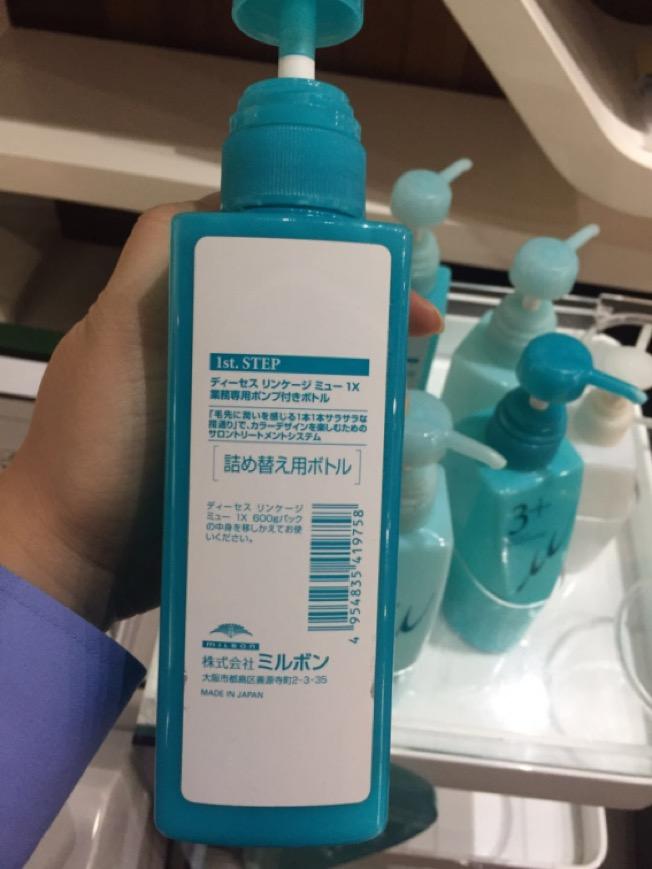 1st. STEP
ディーセス リンケージ ミュー 1X
業務専用ポンプ付きボトル
「毛先に潤いを感じる1本1本サラサラな
指通り」で、カラーデザインを楽しむための
サロントリートメントシステム
詰め替え用ボトル
ディーセス リンケージ
ミュー 1X 600gパック
の中身を移しかえてお使
いください。
4 954835 419758
milbon
株式会社 ミルボン
大阪市都島区善源寺町2-3-35
MADE IN JAPAN
3+
μ